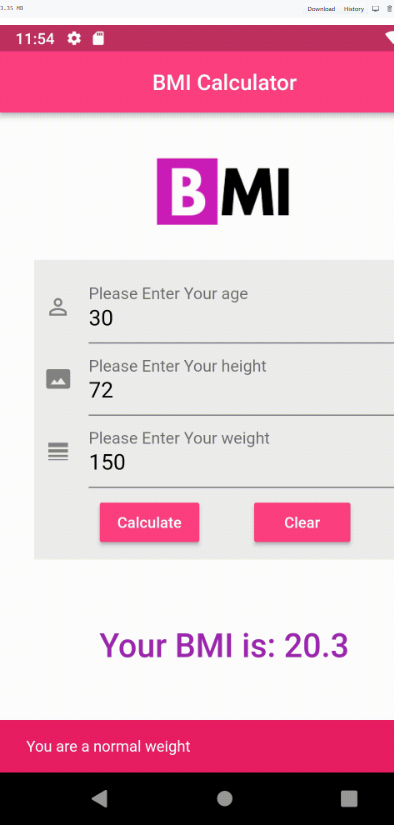 3.35 MB Download History
11:54
BMI Calculator
BMI
Please Enter Your age
30
Please Enter Your height
72
Please Enter Your weight
150
Calculate Clear
Your BMI is: 20.3
You are a normal weight